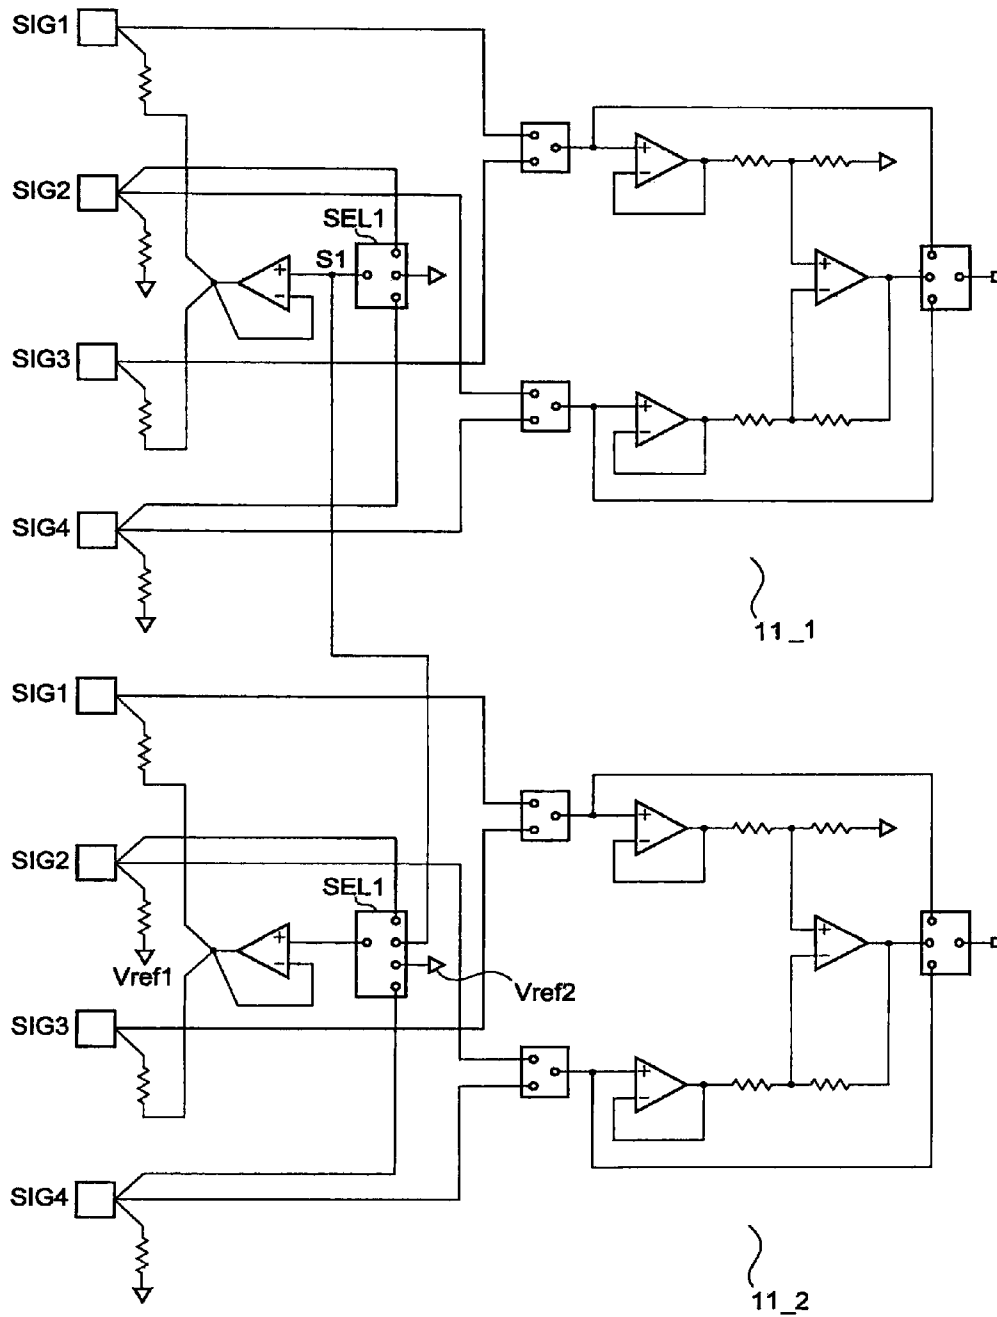 SIG1
SIG2
SEL1
S1
+
−
SIG3
SIG4
+
−
+
−
+
−
11_1
SIG1
SIG2
SEL1
Vref1
+
−
Vref2
SIG3
SIG4
+
−
+
−
+
−
11_2